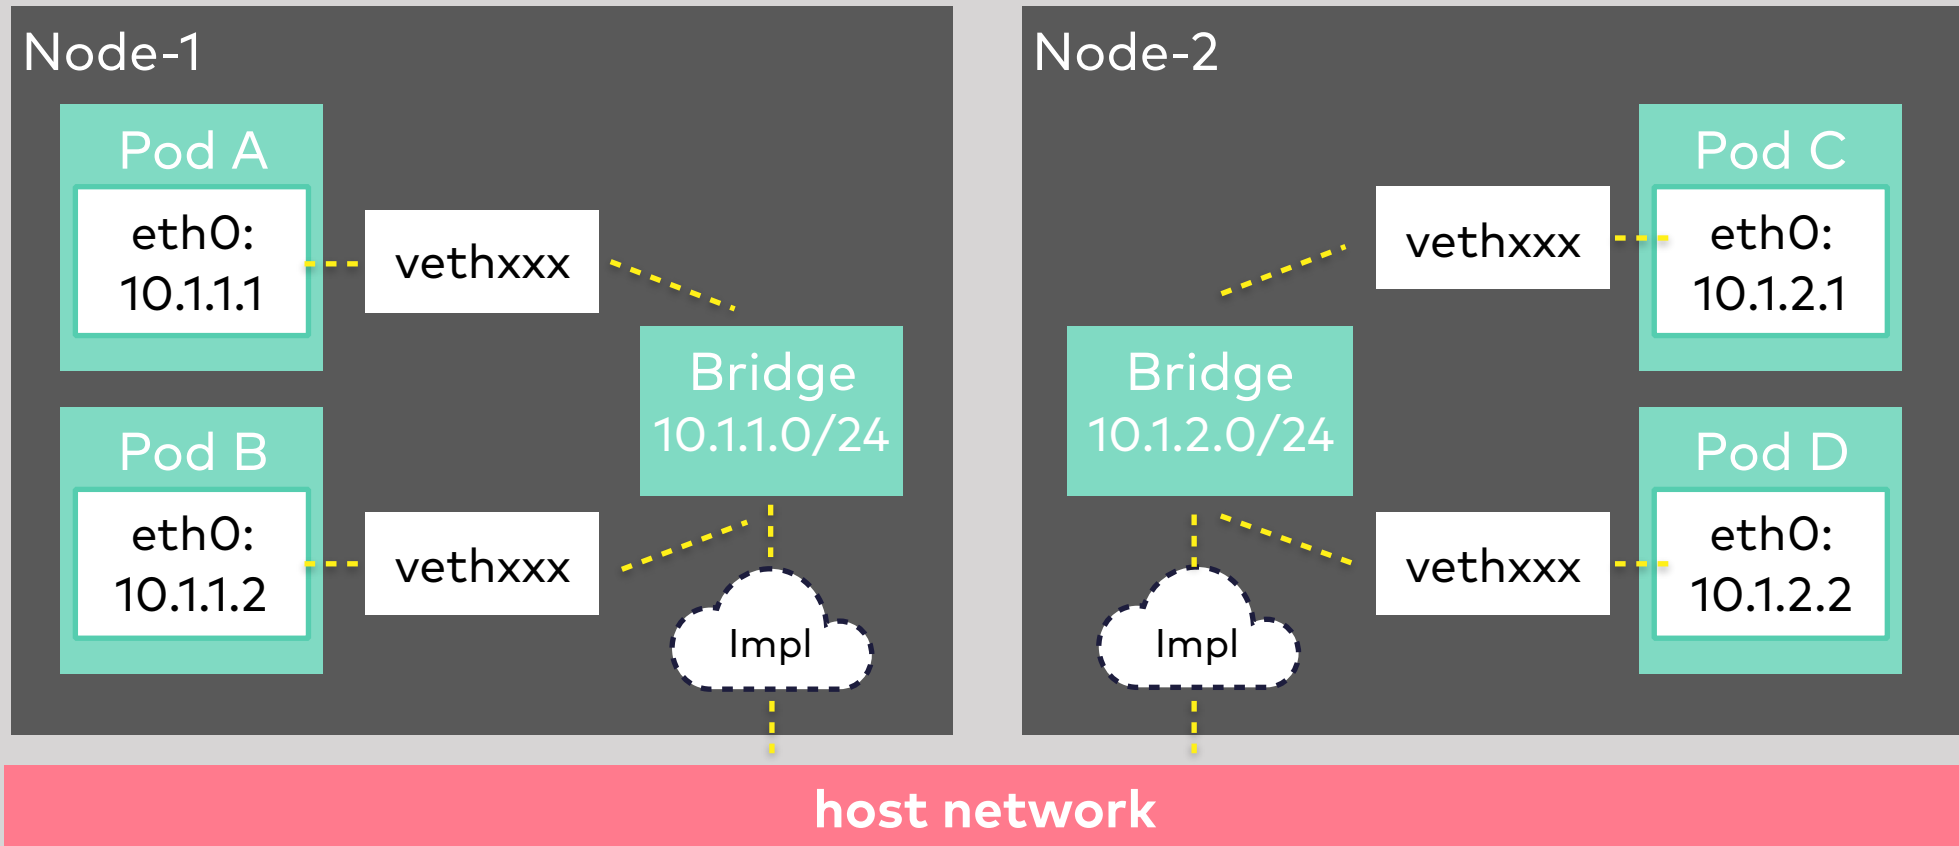 Node-1
Pod A
eth0:
10.1.1.1
vethxxx
Bridge
10.1.1.0/24
Pod B
eth0:
10.1.1.2
vethxxx
Impl
Node-2
Pod C
eth0:
10.1.2.1
vethxxx
Bridge
10.1.2.0/24
Pod D
eth0:
10.1.2.2
vethxxx
Impl
host network